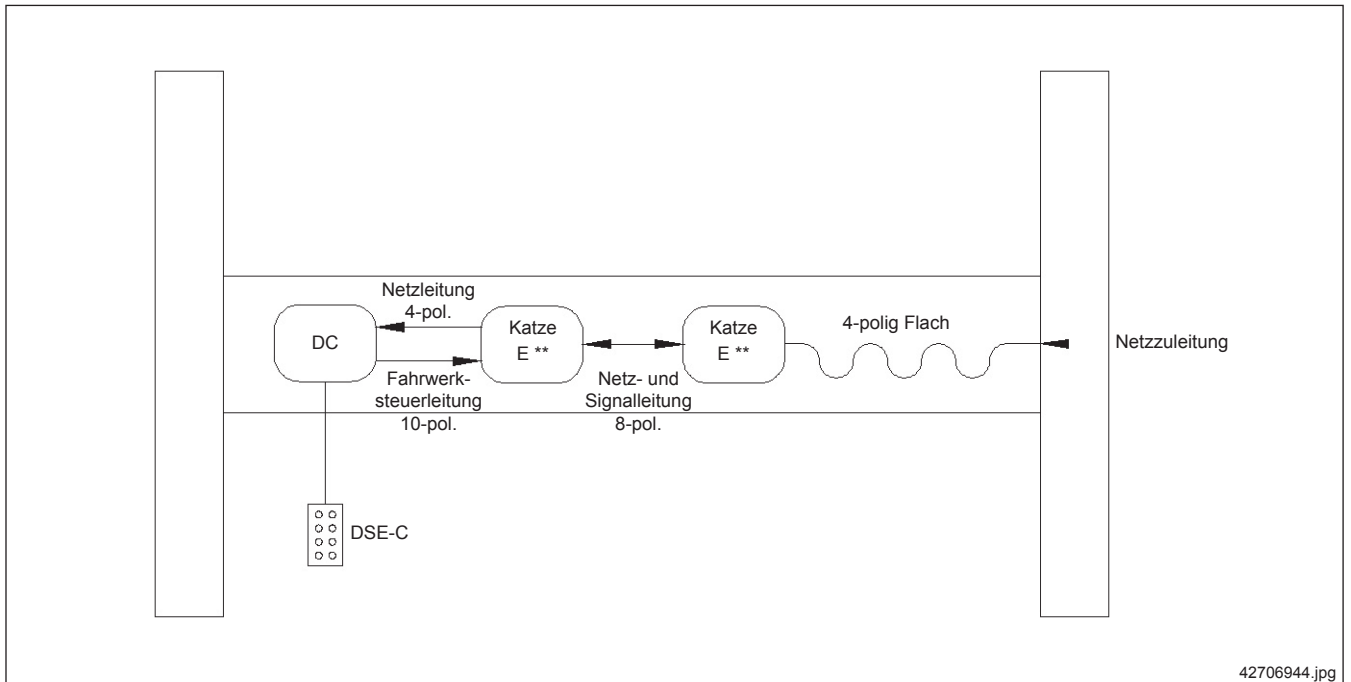 Netzleitung
4-pol.
DC
Katze
E **
Katze
E **
4-polig Flach
Netzzuleitung
Fahrwerk-
steuerleitung
10-pol.
Netz- und
Signalleitung
8-pol.
DSE-C
42706944.jpg